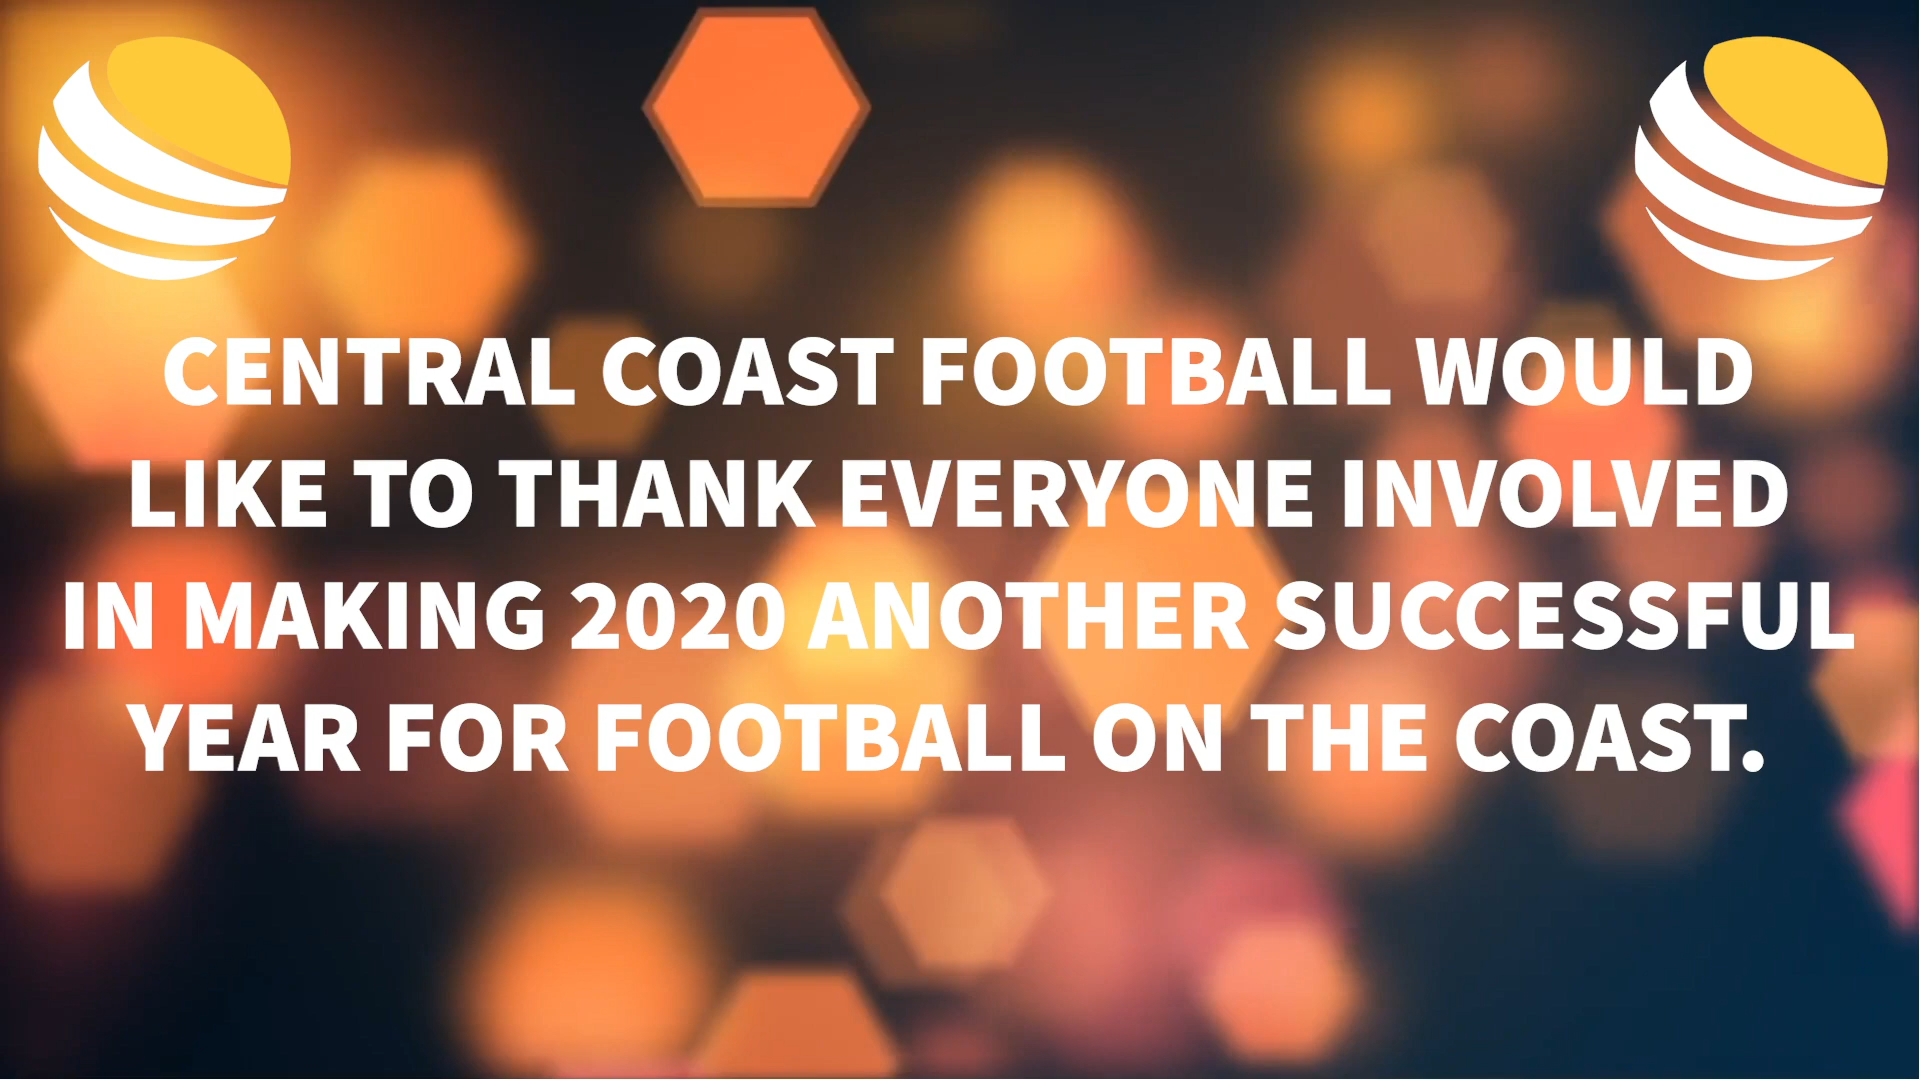 CENTRAL COAST FOOTBALL WOULD
LIKE TO THANK EVERYONE INVOLVED
IN MAKING 2020 ANOTHER SUCCESSFUL
YEAR FOR FOOTBALL ON THE COAST.